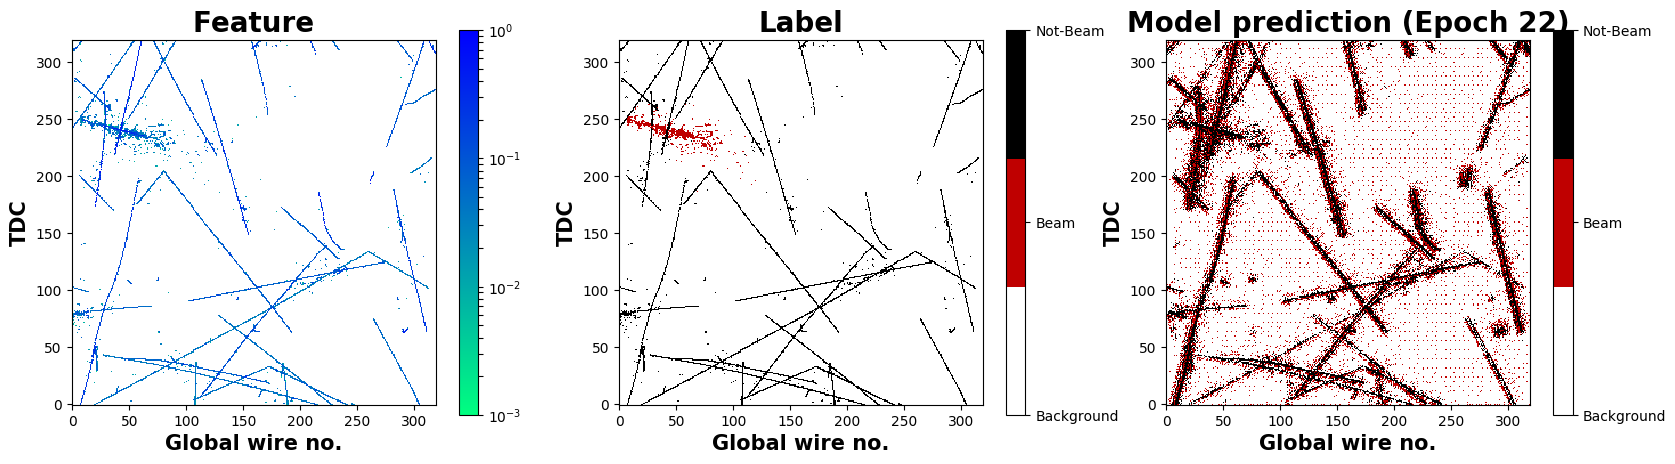 Feature
TDC
300
250
200
150
100
50
0
0 50 100 150 200 250 300
Global wire no.
10⁰
10⁻¹
10⁻²
10⁻³
Label
TDC
300
250
200
150
100
50
0
0 50 100 150 200 250 300
Global wire no.
Not-Beam
Beam
Background
Model prediction (Epoch 22)
TDC
300
250
200
150
100
50
0
0 50 100 150 200 250 300
Global wire no.
Not-Beam
Beam
Background